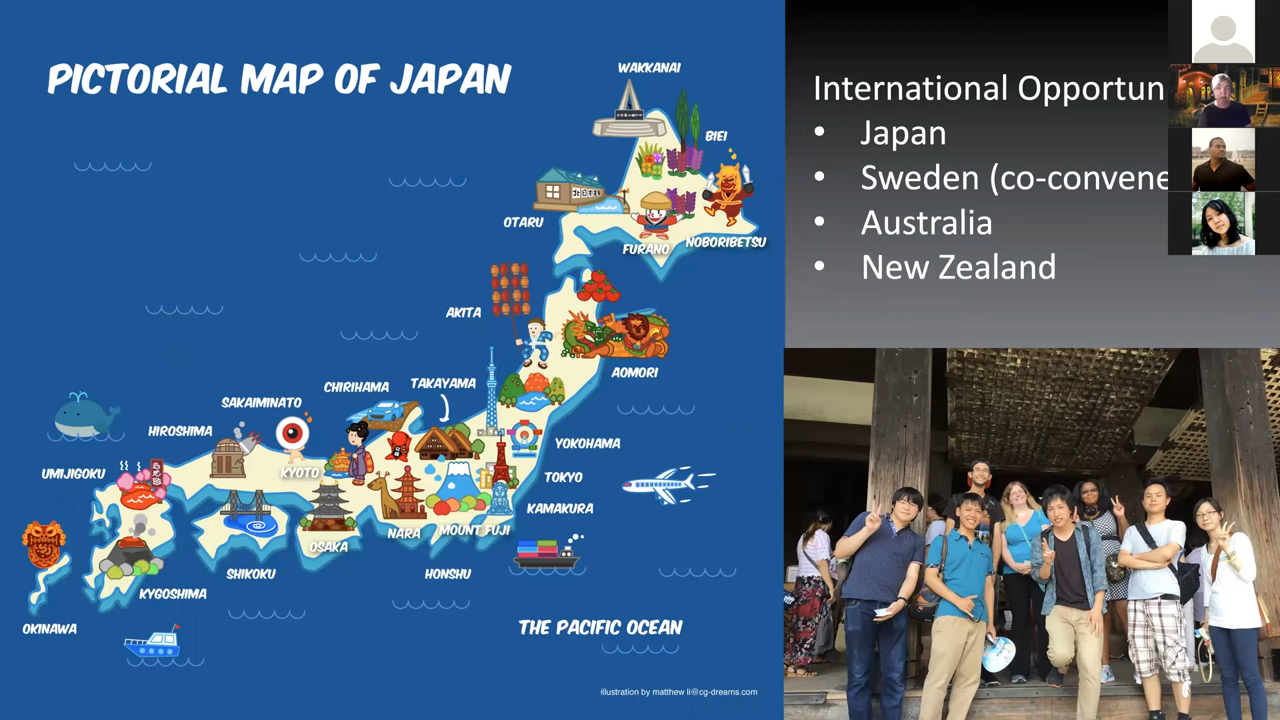 PICTORIAL MAP OF JAPAN
WAKKANAI
BIEI
OTARU
FURANO
NOBORIBETSU
AKITA
AOMORI
CHIRIHAMA
TAKAYAMA
SAKAIMINATO
HIROSHIMA
YOKOHAMA
KYOTO
UMIJIGOKU
TOKYO
KAMAKURA
NARA
MOUNT FUJI
OSAKA
SHIKOKU
HONSHU
KYGOSHIMA
OKINAWA
THE PACIFIC OCEAN
illustration by matthew li@cg-dreams.com
International Opportun
• Japan
• Sweden (co-convene
• Australia
• New Zealand